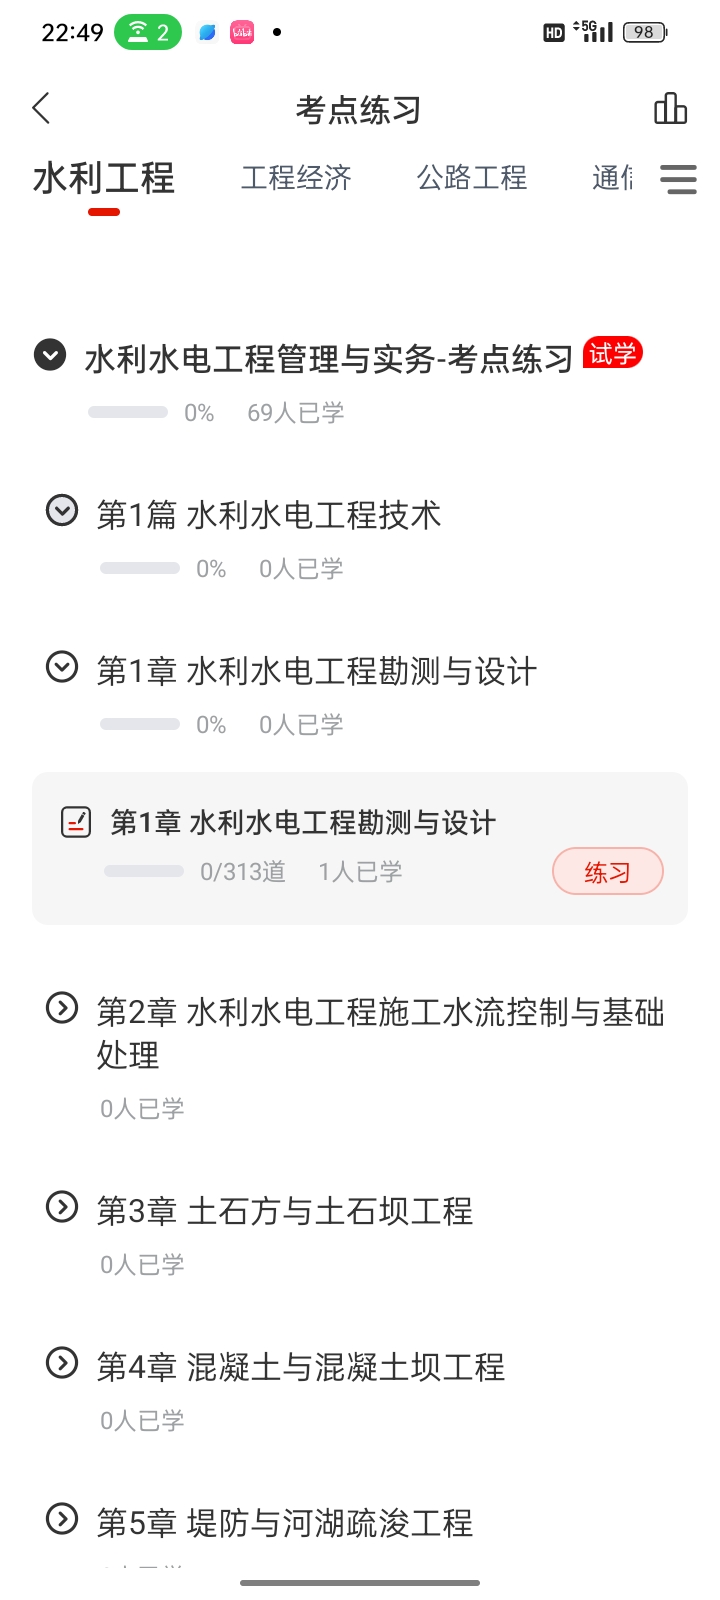 22:49 2 HD 5G 98
考点练习
水利工程 工程经济 公路工程 通信
水利水电工程管理与实务-考点练习 试学
0% 69人已学
第1篇 水利水电工程技术
0% 0人已学
第1章 水利水电工程勘测与设计
0% 0人已学
第1章 水利水电工程勘测与设计
0/313道 1人已学 练习
第2章 水利水电工程施工水流控制与基础
处理
0人已学
第3章 土石方与土石坝工程
0人已学
第4章 混凝土与混凝土坝工程
0人已学
第5章 堤防与河湖疏浚工程